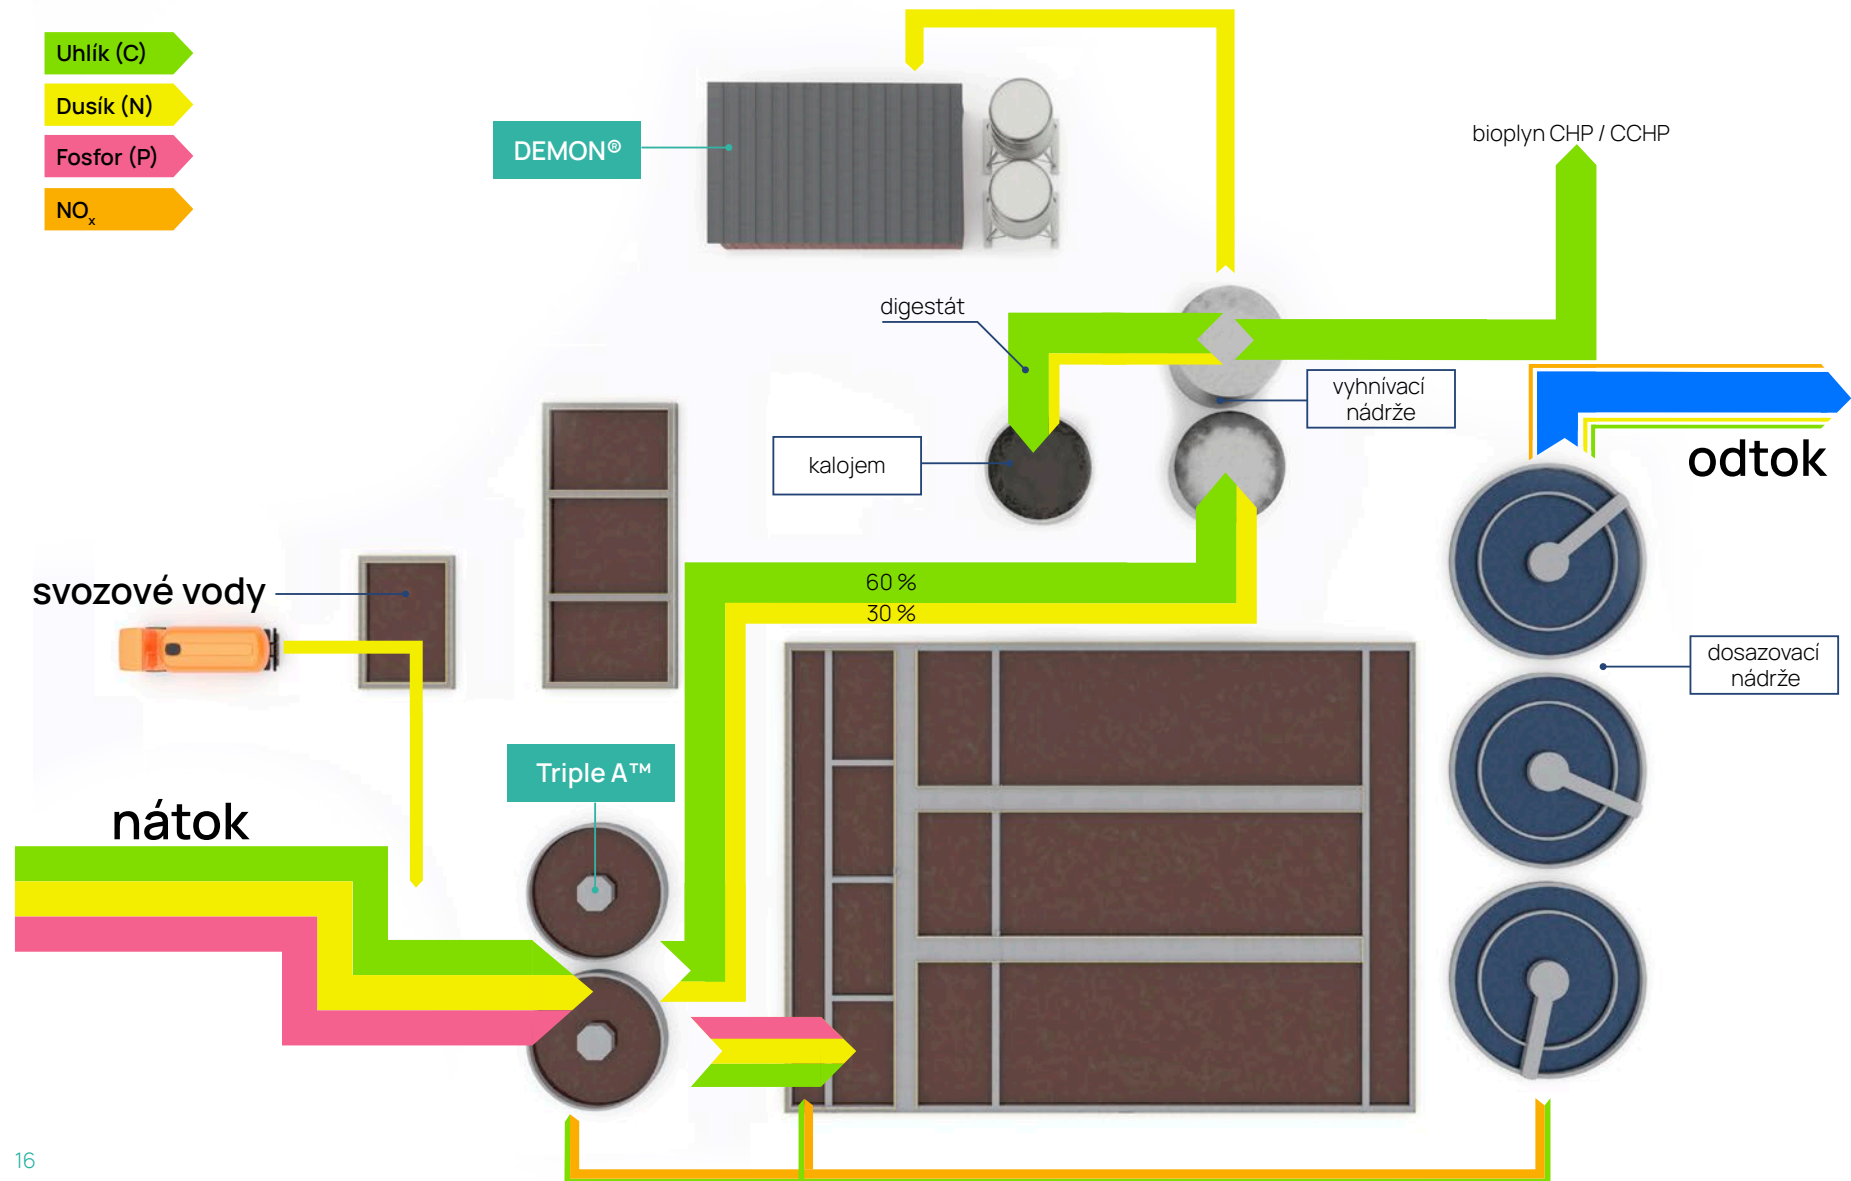 Uhlík (C)
Dusík (N)
Fosfor (P)
NOx
DEMON®
bioplyn CHP / CCHP
digestát
vyhnívací
nádrže
kalojem
odtok
svozové vody
60 %
30 %
dosazovací
nádrže
Triple A™
nátok
16